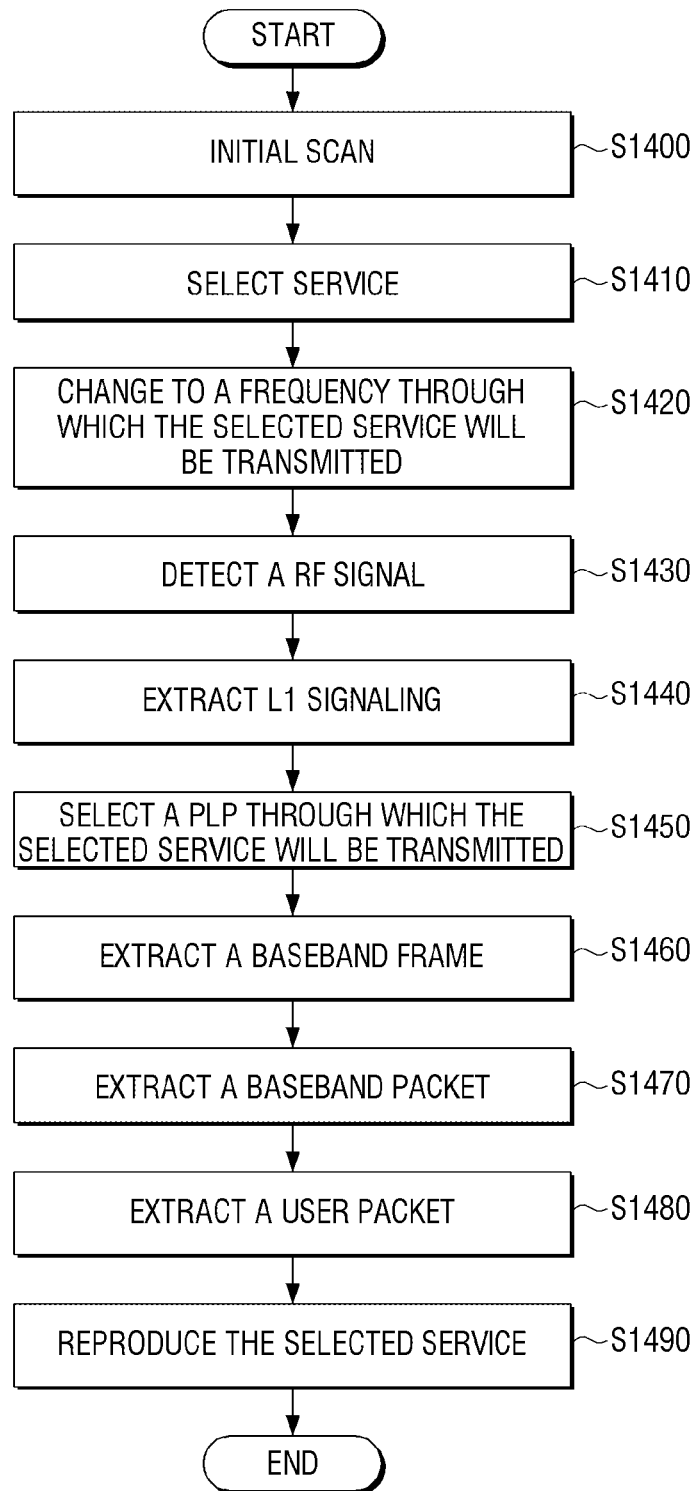 START
INITIAL SCAN
S1400
SELECT SERVICE
S1410
CHANGE TO A FREQUENCY THROUGH
WHICH THE SELECTED SERVICE WILL
BE TRANSMITTED
S1420
DETECT A RF SIGNAL
S1430
EXTRACT L1 SIGNALING
S1440
SELECT A PLP THROUGH WHICH THE
SELECTED SERVICE WILL BE TRANSMITTED
S1450
EXTRACT A BASEBAND FRAME
S1460
EXTRACT A BASEBAND PACKET
S1470
EXTRACT A USER PACKET
S1480
REPRODUCE THE SELECTED SERVICE
S1490
END